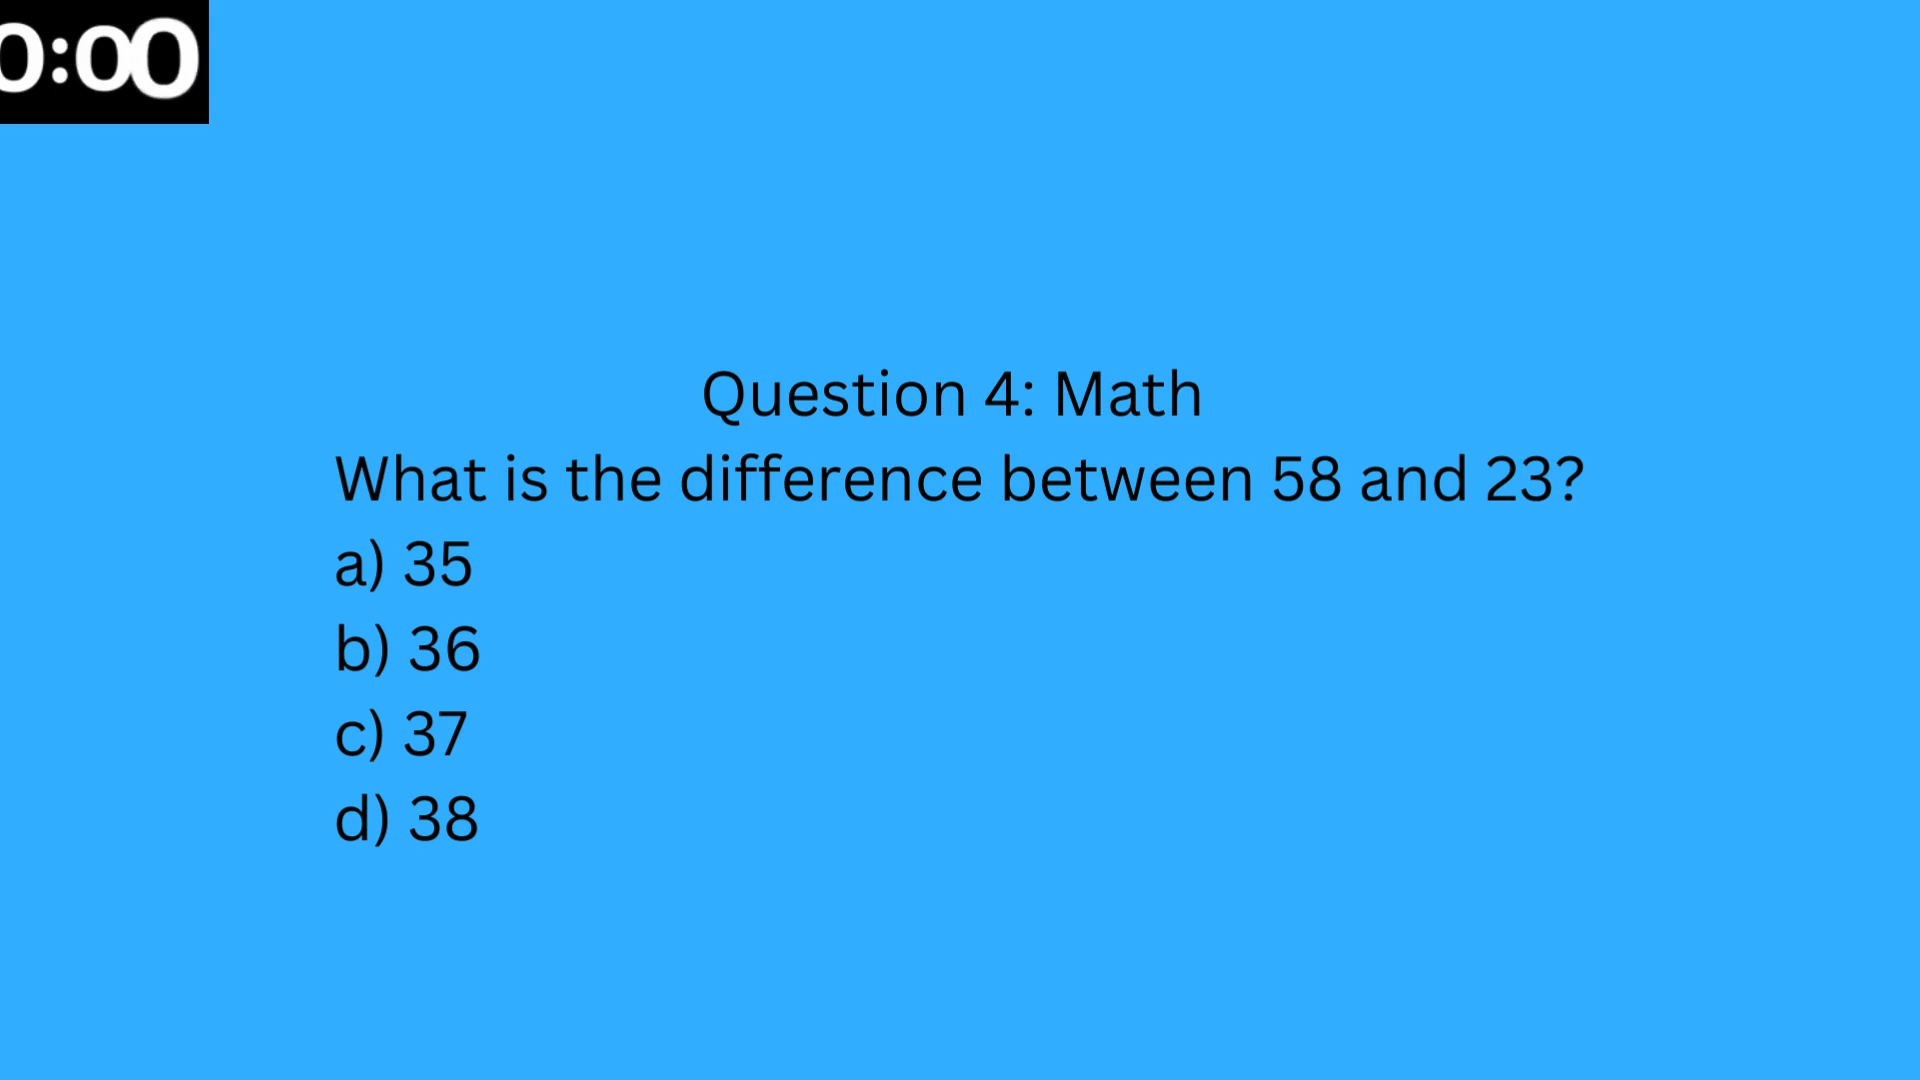 0:00
Question 4: Math
What is the difference between 58 and 23?
a) 35
b) 36
c) 37
d) 38